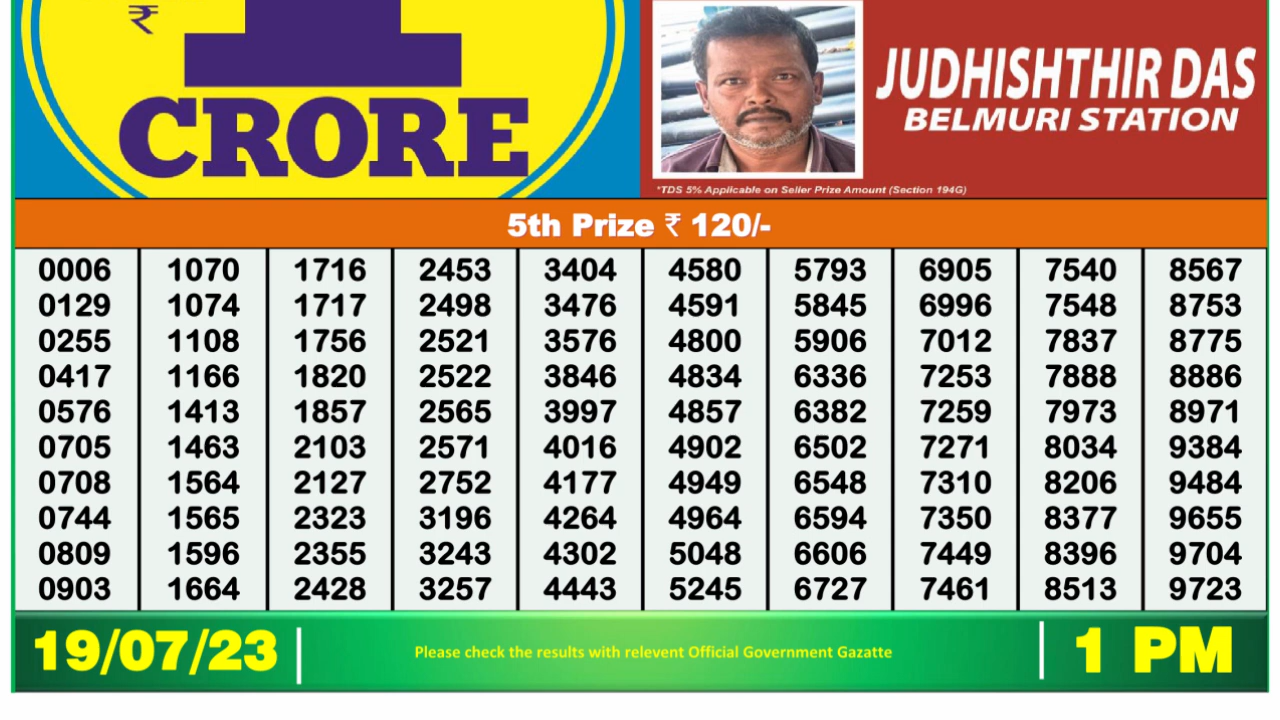 ₹ 1
CRORE
JUDHISHTHIR DAS
BELMURI STATION
*TDS 5% Applicable on Seller Prize Amount (Section 194G)
5th Prize ₹ 120/-
0006 1070 1716 2453 3404 4580 5793 6905 7540 8567
0129 1074 1717 2498 3476 4591 5845 6996 7548 8753
0255 1108 1756 2521 3576 4800 5906 7012 7837 8775
0417 1166 1820 2522 3846 4834 6336 7253 7888 8886
0576 1413 1857 2565 3997 4857 6382 7259 7973 8971
0705 1463 2103 2571 4016 4902 6502 7271 8034 9384
0708 1564 2127 2752 4177 4949 6548 7310 8206 9484
0744 1565 2323 3196 4264 4964 6594 7350 8377 9655
0809 1596 2355 3243 4302 5048 6606 7449 8396 9704
0903 1664 2428 3257 4443 5245 6727 7461 8513 9723
19/07/23
Please check the results with relevent Official Government Gazatte
1 PM